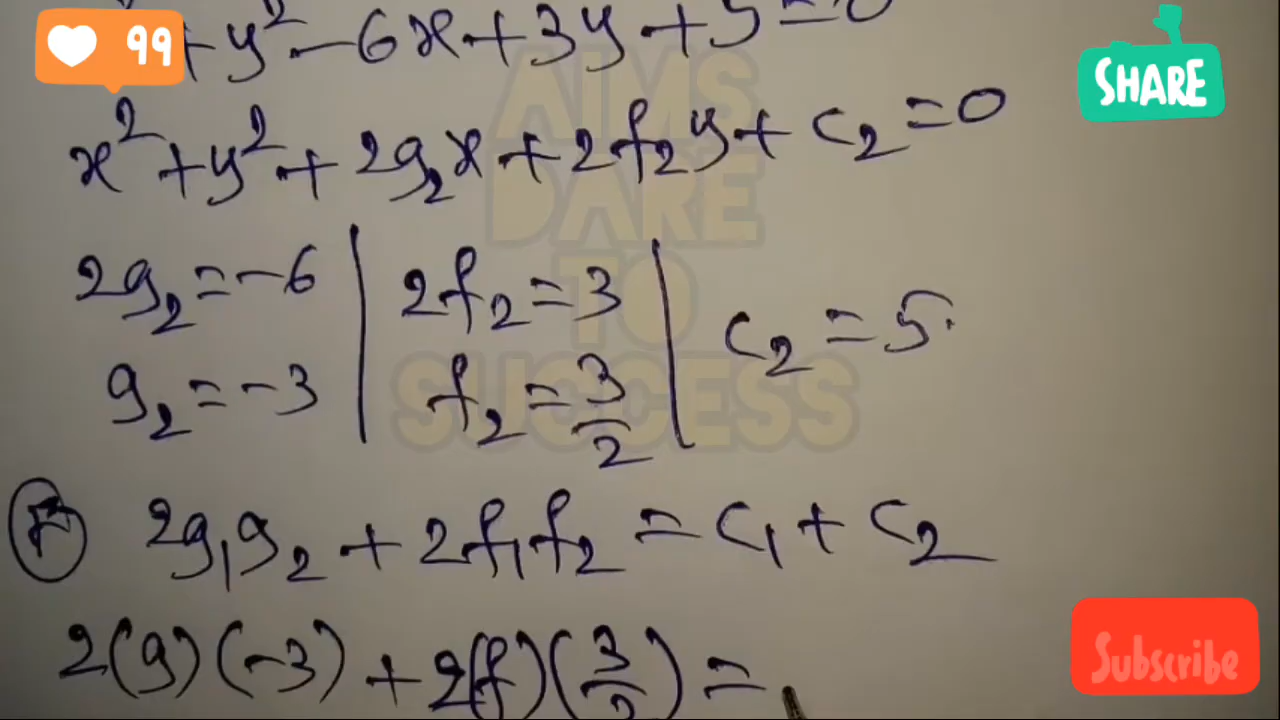 +y²-6x+3y+5=0
x²+y²+2g₂x+2f₂y+c₂=0
2g₂=-6 | 2f₂=3 | c₂=5.
g₂=-3 | f₂=3/2
F 2g₁g₂+2f₁f₂=c₁+c₂
2(g)(-3)+2(f)(3/2)=
99
SHARE
AIMS
DARE
TO
SUCCESS
Subscribe